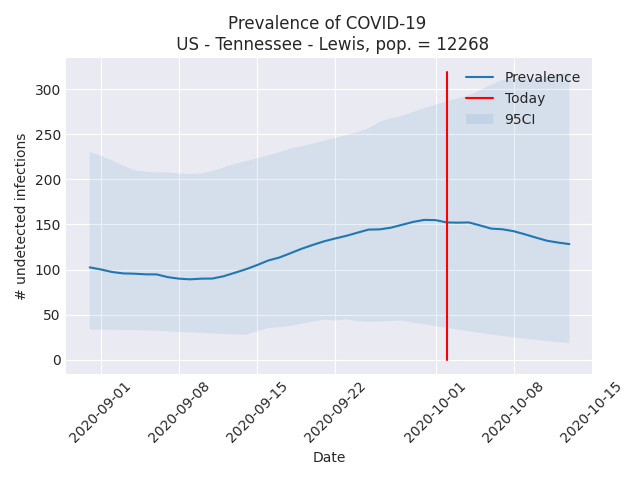 Prevalence of COVID-19
US - Tennessee - Lewis, pop. = 12268
Prevalence
Today
95CI
# undetected infections
300
250
200
150
100
50
0
2020-09-01
2020-09-08
2020-09-15
2020-09-22
2020-10-01
2020-10-08
2020-10-15
Date